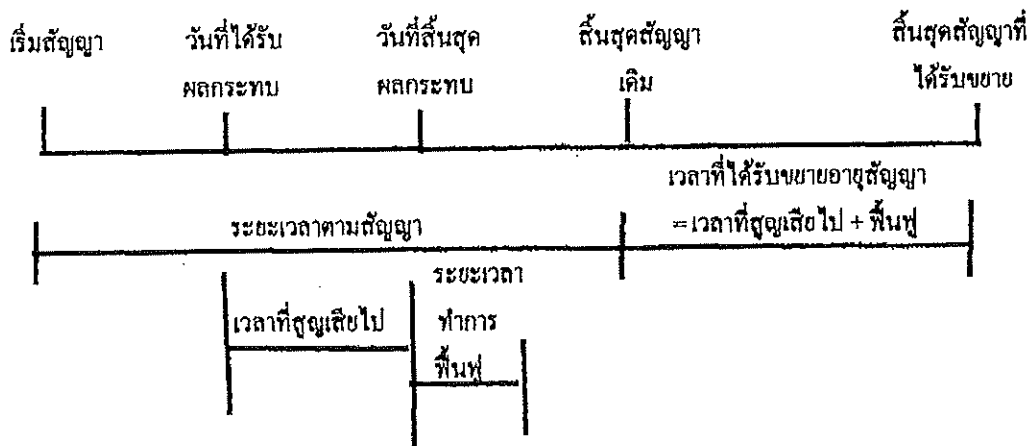 เริ่มสัญญา
วันที่ได้รับ
ผลกระทบ
วันที่สิ้นสุด
ผลกระทบ
สิ้นสุดสัญญา
เดิม
สิ้นสุดสัญญาที่
ได้รับขยาย
เวลาที่ได้รับขยายอายุสัญญา
=เวลาที่สูญเสียไป + ฟื้นฟู
ระยะเวลาตามสัญญา
เวลาที่สูญเสียไป
ระยะเวลา
ทำการ
ฟื้นฟู